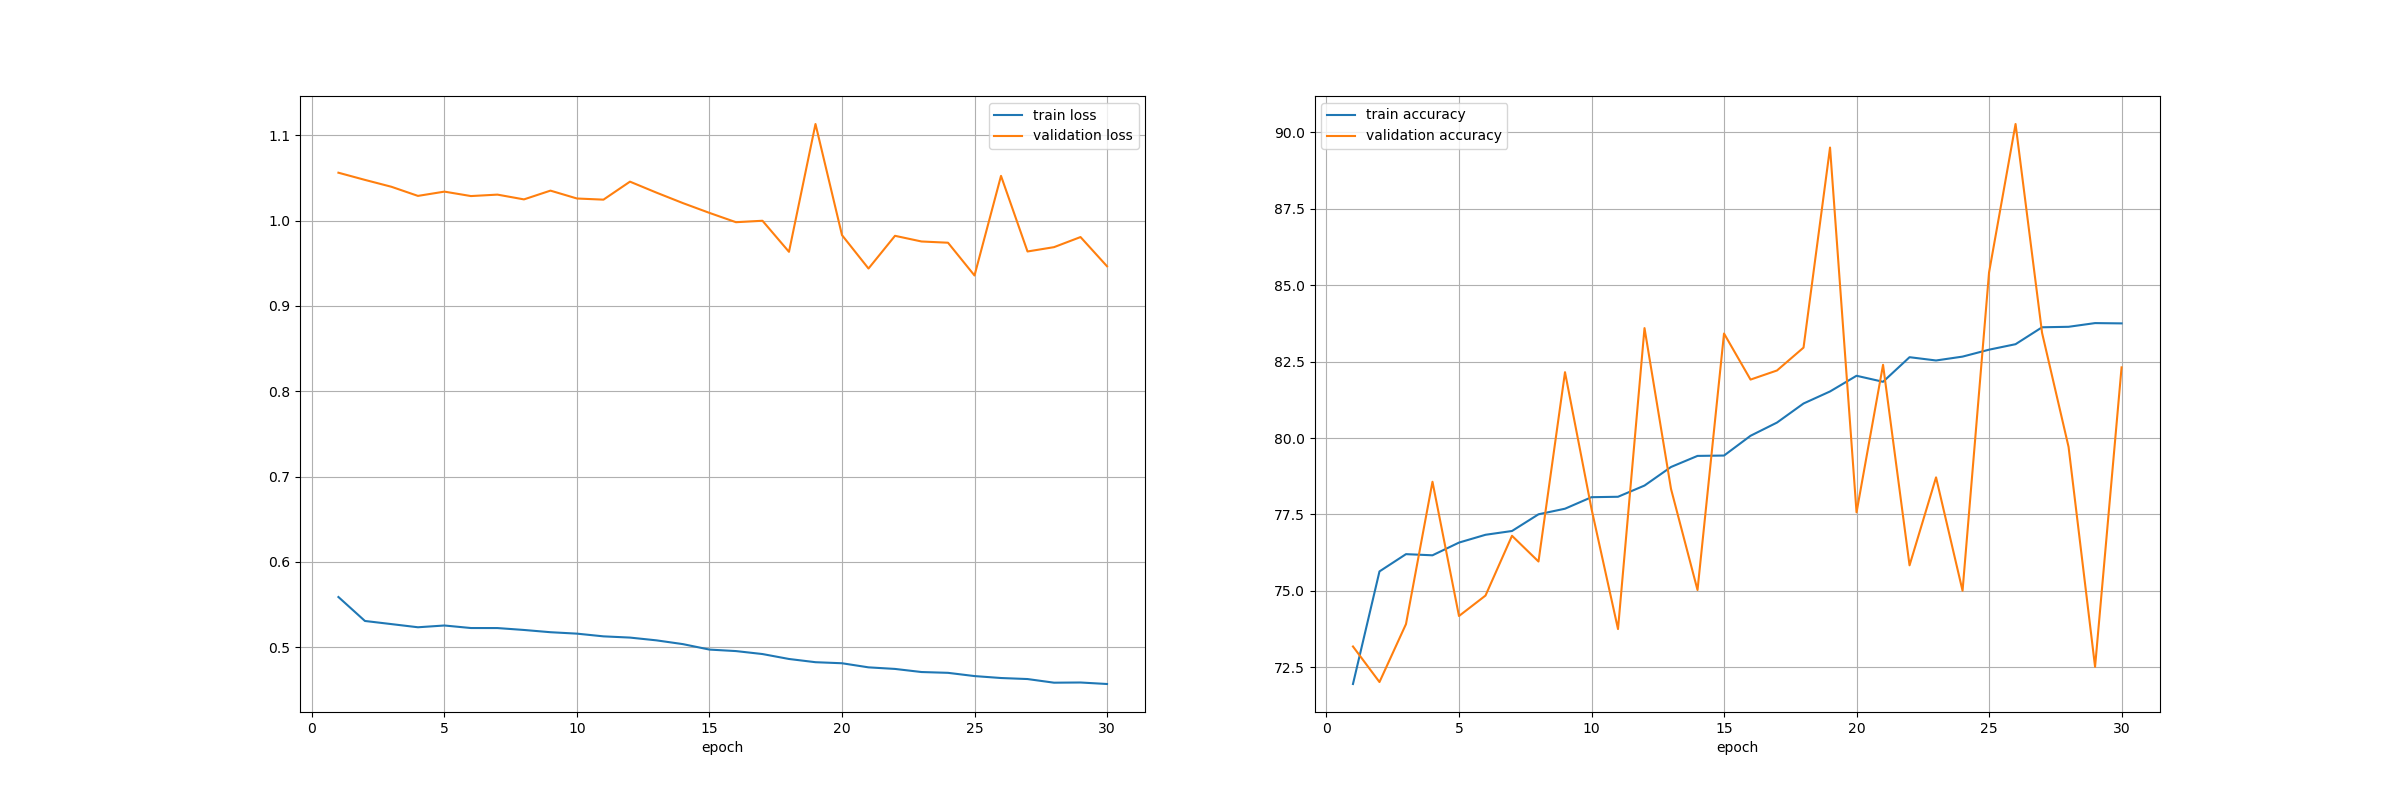 train loss
validation loss
1.1
1.0
0.9
0.8
0.7
0.6
0.5
0 5 10 15 20 25 30
epoch
train accuracy
validation accuracy
90.0
87.5
85.0
82.5
80.0
77.5
75.0
72.5
0 5 10 15 20 25 30
epoch